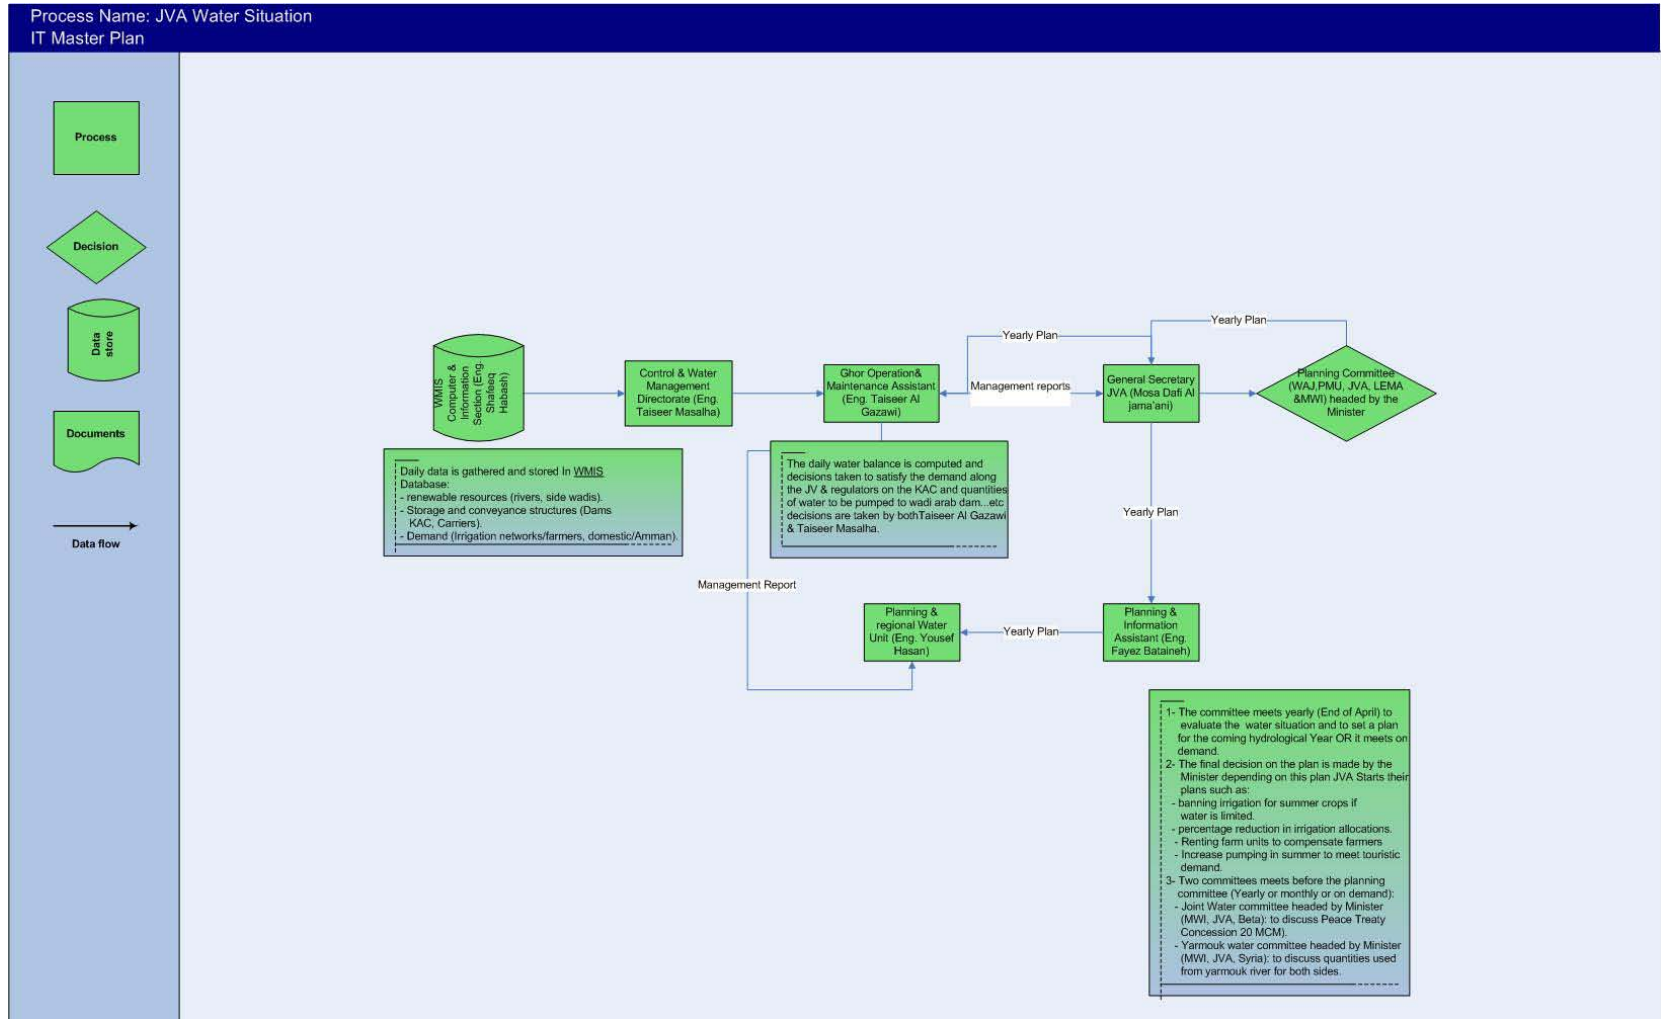 Process Name: JVA Water Situation
IT Master Plan
Process
Decision
Data
store
Documents
Data flow
WMIS
Computer &
Information
Section (Eng.
Shafeeq
Habash)
Control & Water
Management
Directorate (Eng.
Taiseer Masalha)
Ghor Operation&
Maintenance Assistant
(Eng. Taiseer Al
Gazawi)
Yearly Plan
Management reports
General Secretary
JVA (Mosa Dafi Al
jama'ani)
Yearly Plan
Planning Committee
(WAJ,PMU, JVA, LEMA
&MWI) headed by the
Minister
Daily data is gathered and stored In WMIS
Database:
- renewable resources (rivers, side wadis).
- Storage and conveyance structures (Dams
KAC, Carriers).
- Demand (Irrigation networks/farmers, domestic/Amman).
The daily water balance is computed and
decisions taken to satisfy the demand along
the JV & regulators on the KAC and quantities
of water to be pumped to wadi arab dam...etc
decisions are taken by bothTaiseer Al Gazawi
& Taiseer Masalha.
Yearly Plan
Management Report
Planning &
regional Water
Unit (Eng. Yousef
Hasan)
Yearly Plan
Planning &
Information
Assistant (Eng.
Fayez Bataineh)
1- The committee meets yearly (End of April) to
evaluate the water situation and to set a plan
for the coming hydrological Year OR it meets on
demand.
2- The final decision on the plan is made by the
Minister depending on this plan JVA Starts their
plans such as:
- banning irrigation for summer crops if
water is limited.
- percentage reduction in irrigation allocations.
- Renting farm units to compensate farmers
- Increase pumping in summer to meet touristic
demand.
3- Two committees meets before the planning
committee (Yearly or monthly or on demand):
- Joint Water committee headed by Minister
(MWI, JVA, Beta): to discuss Peace Treaty
Concession 20 MCM).
- Yarmouk water committee headed by Minister
(MWI, JVA, Syria): to discuss quantities used
from yarmouk river for both sides.